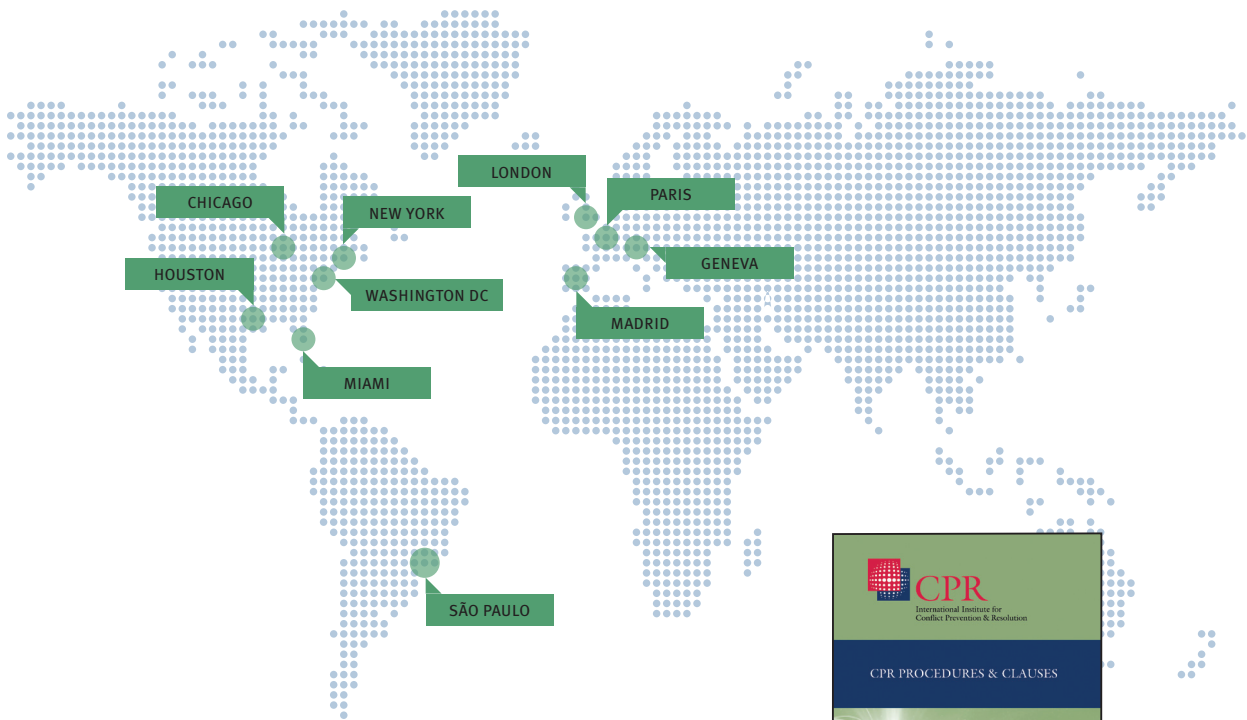 LONDON
PARIS
CHICAGO
NEW YORK
GENEVA
HOUSTON
WASHINGTON DC
MADRID
MIAMI
SÃO PAULO
CPR
International Institute for
Conflict Prevention & Resolution
CPR PROCEDURES & CLAUSES